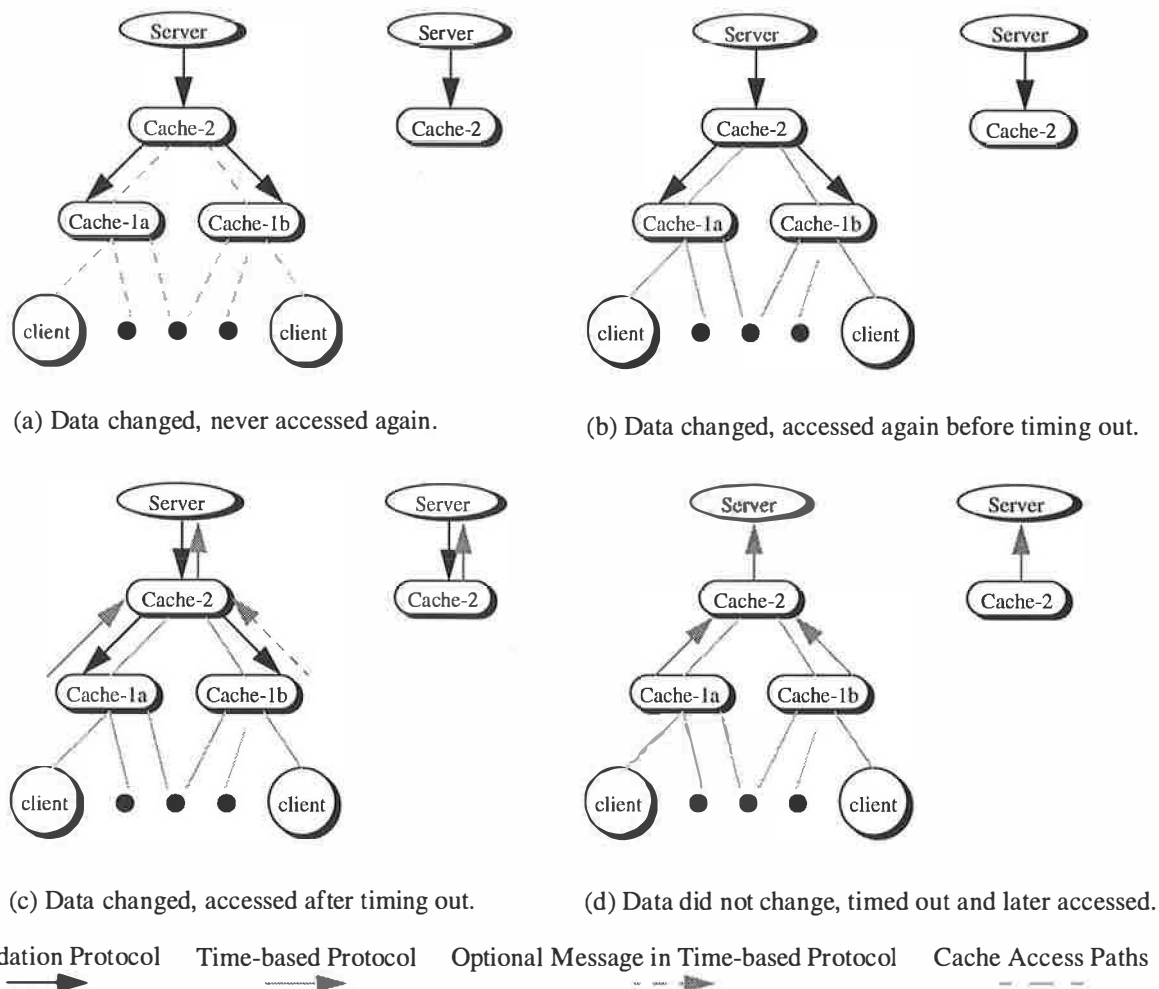 Server
Server
Server
Server
Cache-2
Cache-2
Cache-2
Cache-2
Cache-1a
Cache-1b
Cache-1a
Cache-1b
client
client
client
client
(a) Data changed, never accessed again.
(b) Data changed, accessed again before timing out.
Server
Server
Server
Server
Cache-2
Cache-2
Cache-2
Cache-2
Cache-1a
Cache-1b
Cache-1a
Cache-1b
client
client
client
client
(c) Data changed, accessed after timing out.
(d) Data did not change, timed out and later accessed.
dation Protocol
Time-based Protocol
Optional Message in Time-based Protocol
Cache Access Paths